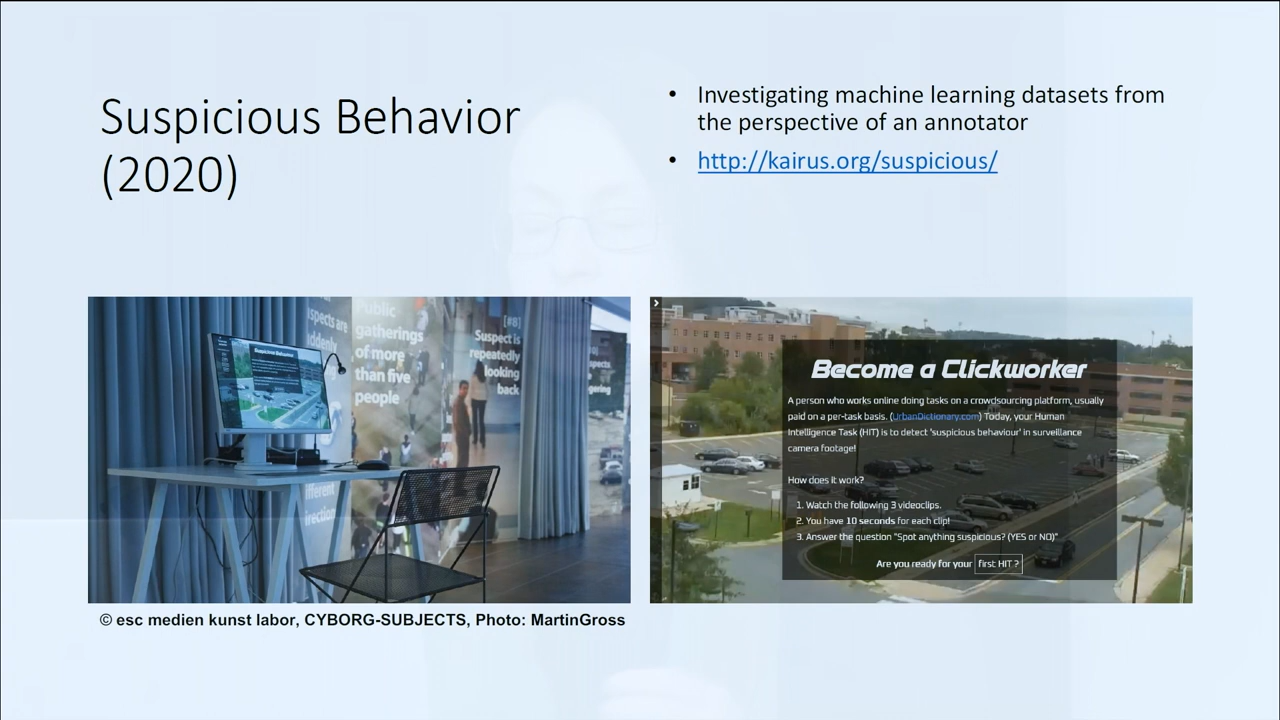 Suspicious Behavior
(2020)
• Investigating machine learning datasets from
the perspective of an annotator
• http://kairus.org/suspicious/
Public
gatherings
of more
than five
people
[#8]
Suspect is
repeatedly
looking
back
Suspicious Behaviour
Become a Clickworker
A person who works online doing tasks on a crowdsourcing platform, usually
paid on a per-task basis. (UrbanDictionary.com) Today, your Human
Intelligence Task (HIT) is to detect 'suspicious behaviour' in surveillance
camera footage!
How does it work?
1. Watch the following 3 videoclips.
2. You have 10 seconds for each clip!
3. Answer the question "Spot anything suspicious? (YES or NO)"
Are you ready for your first HIT ?
© esc medien kunst labor, CYBORG-SUBJECTS, Photo: MartinGross